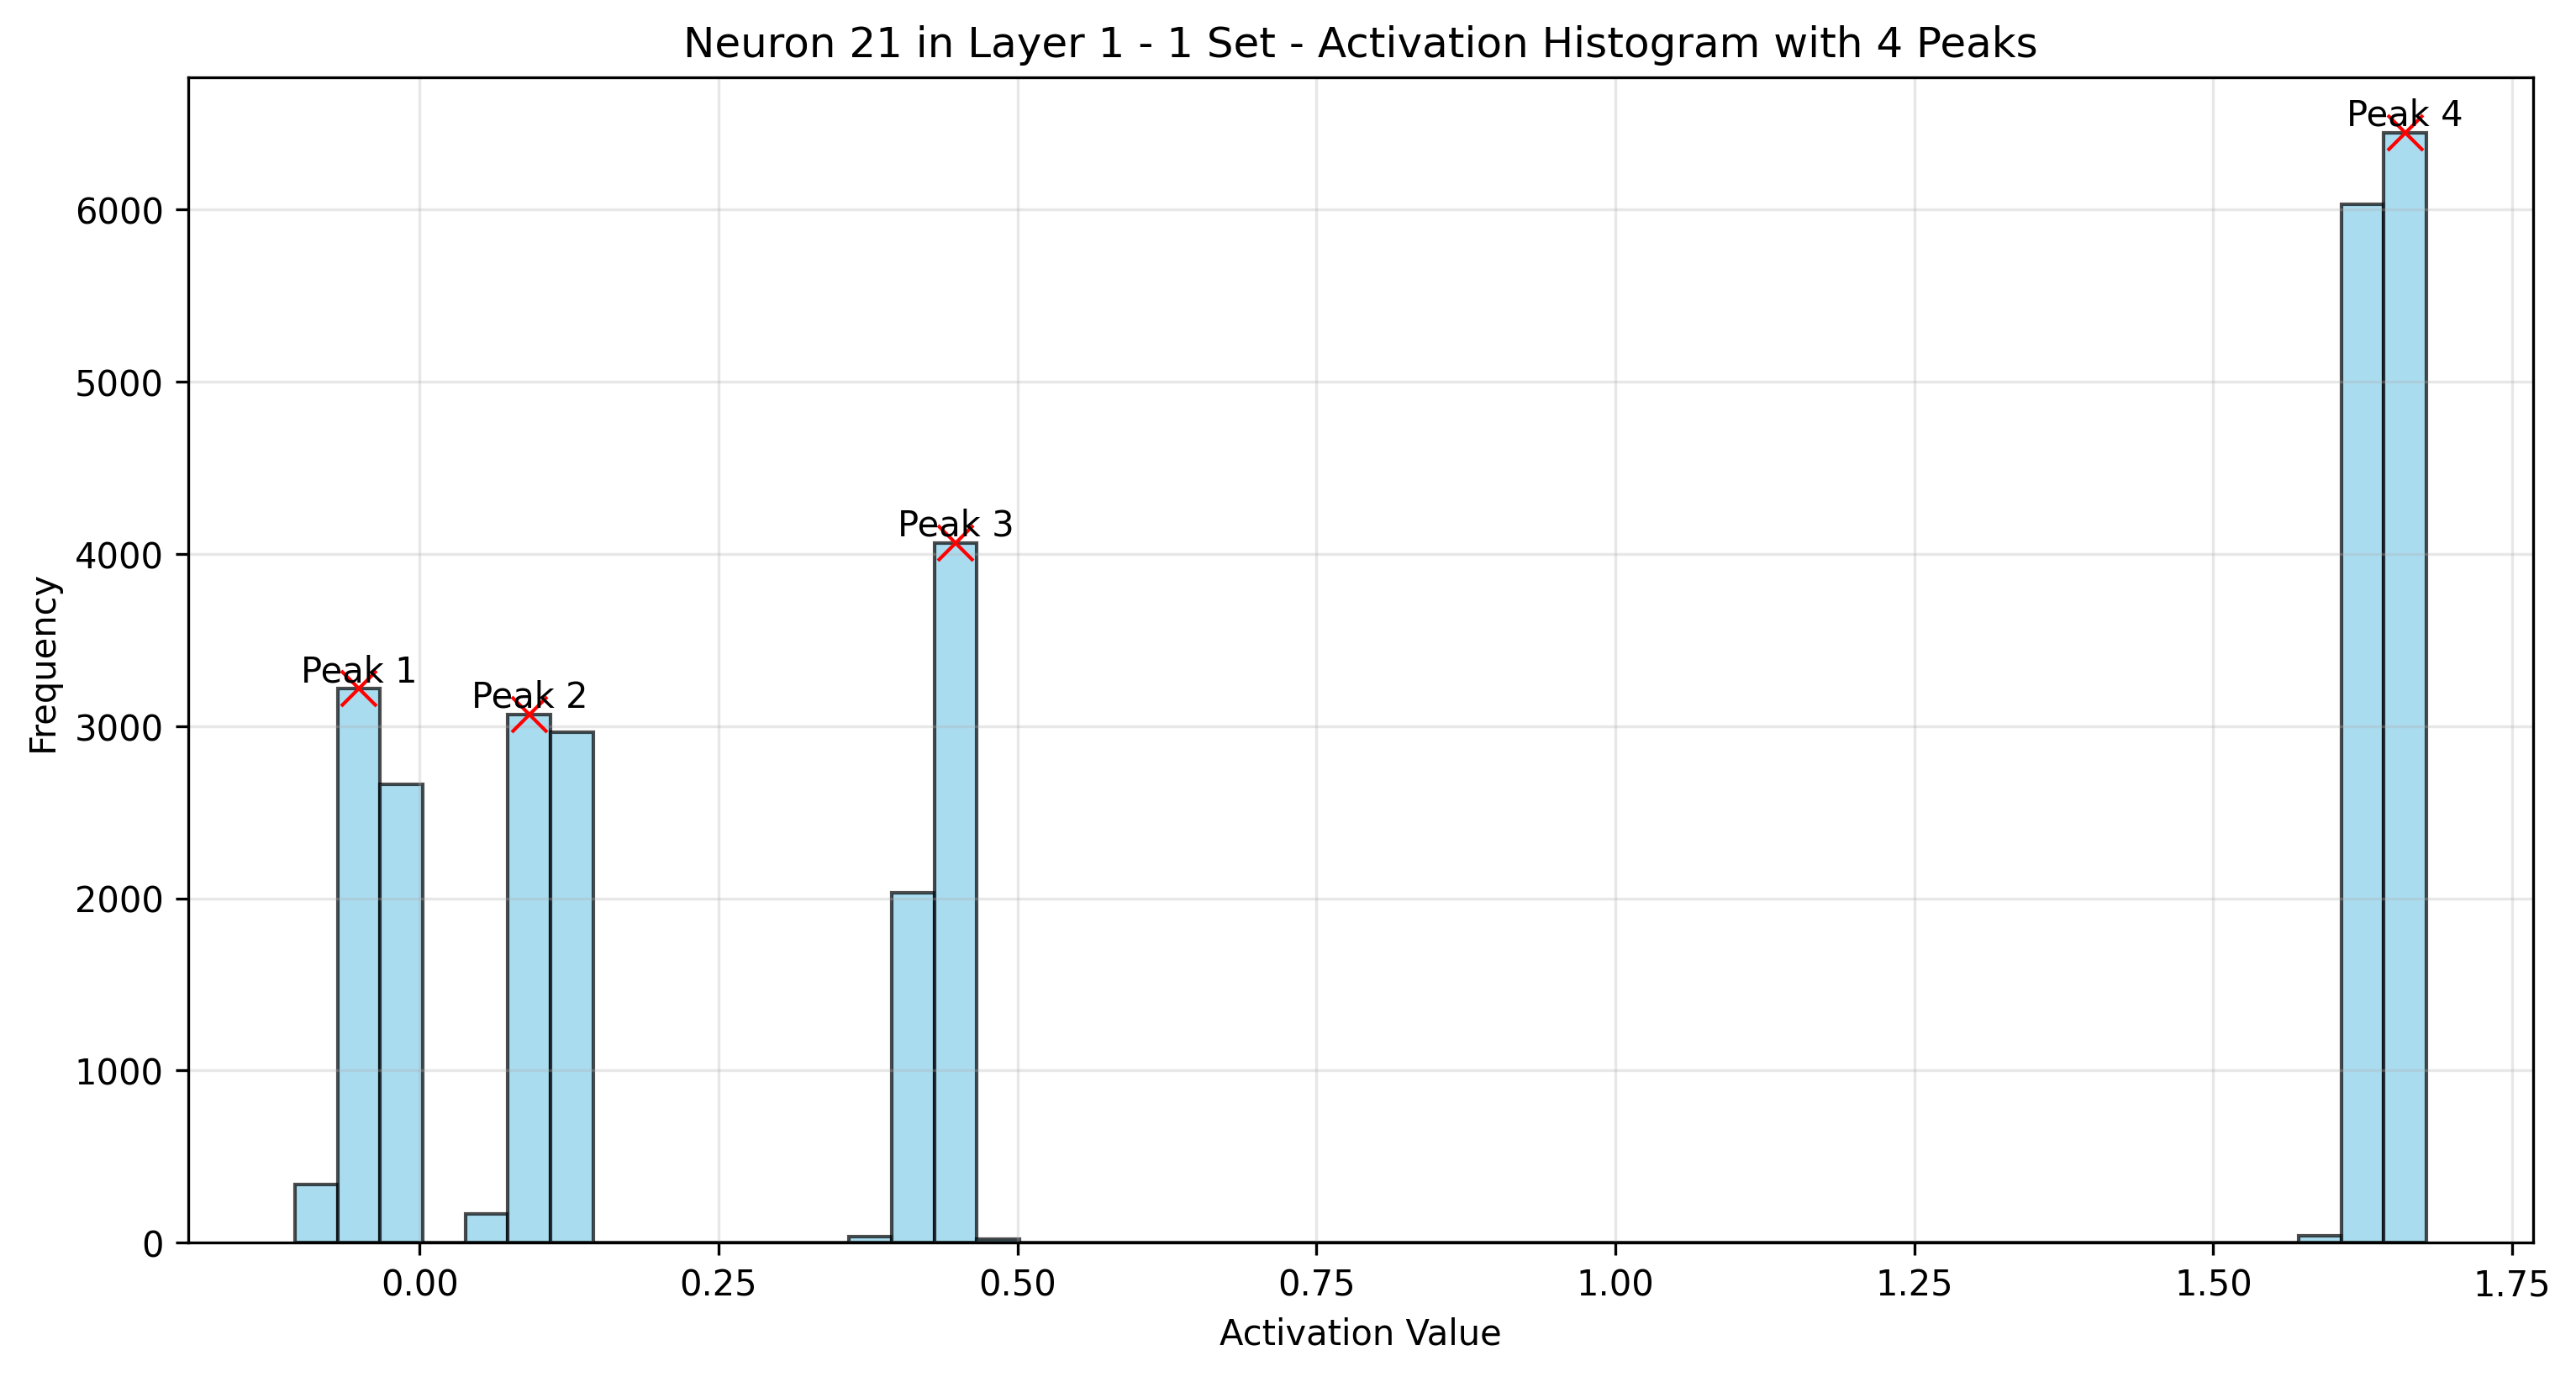 Neuron 21 in Layer 1 - 1 Set - Activation Histogram with 4 Peaks
Peak 4
6000
5000
Peak 3
4000
Frequency
Peak 1
Peak 2
3000
2000
1000
0
0.00 0.25 0.50 0.75 1.00 1.25 1.50 1.75
Activation Value